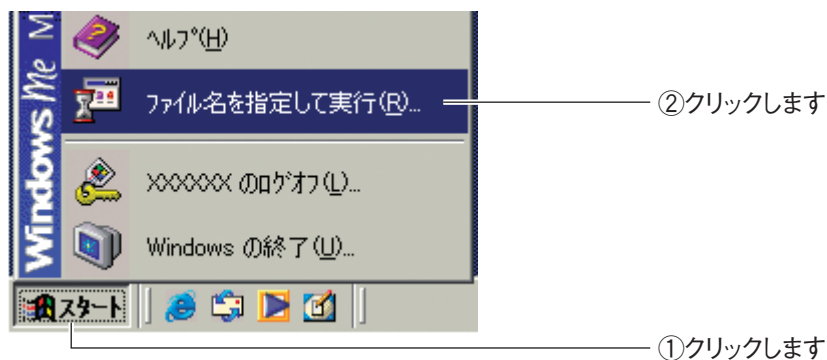 Windows Me M
ヘルプ(H)
ファイル名を指定して実行(R)...
②クリックします
XXXXXXX のログオフ(L)...
Windows の終了(U)...
スタート
①クリックします